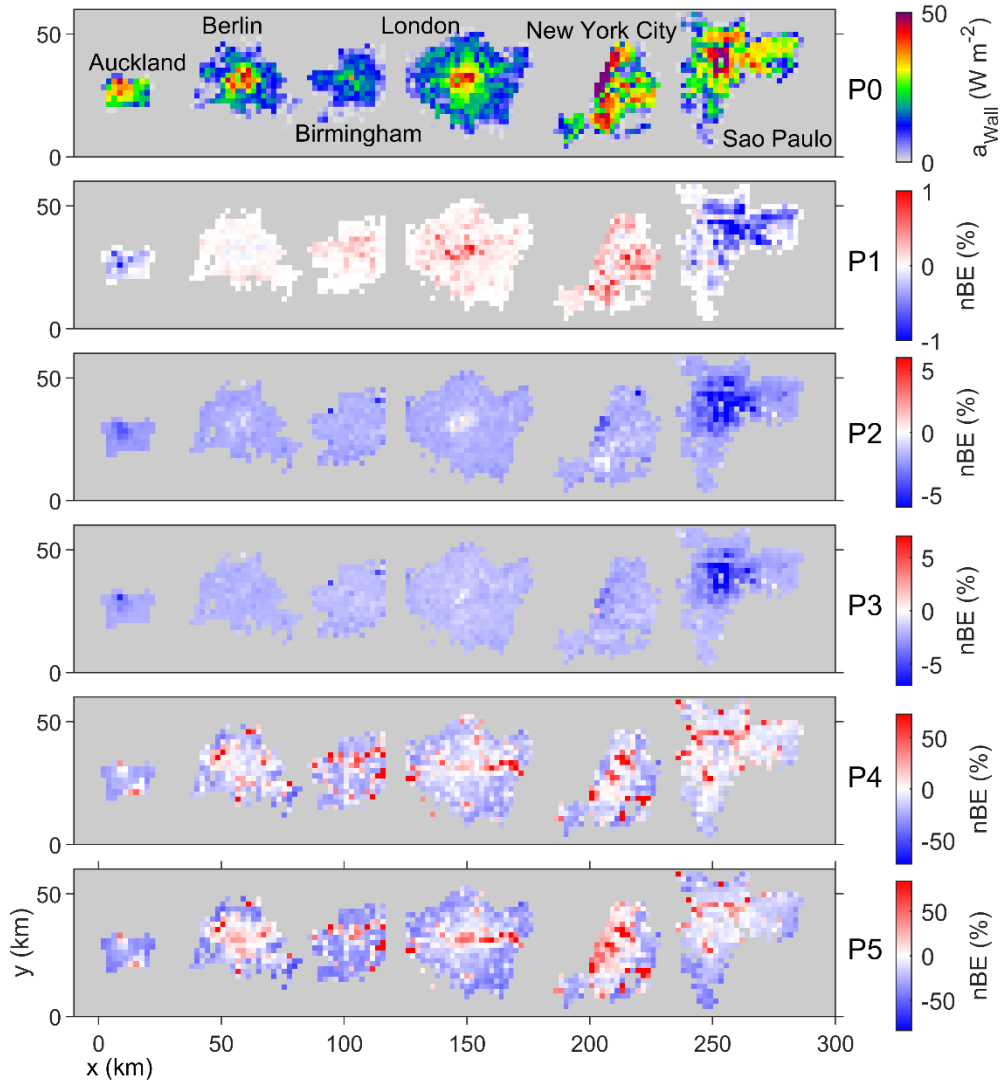 50
0
Auckland
Berlin
Birmingham
London
New York City
Sao Paulo
P0
50
0
a_Wall (W m-2)
50
0
P1
1
0
-1
nBE (%)
50
0
P2
5
0
-5
nBE (%)
50
0
P3
5
0
-5
nBE (%)
50
0
P4
50
0
-50
nBE (%)
50
0
P5
50
0
-50
nBE (%)
y (km)
0 50 100 150 200 250 300
x (km)